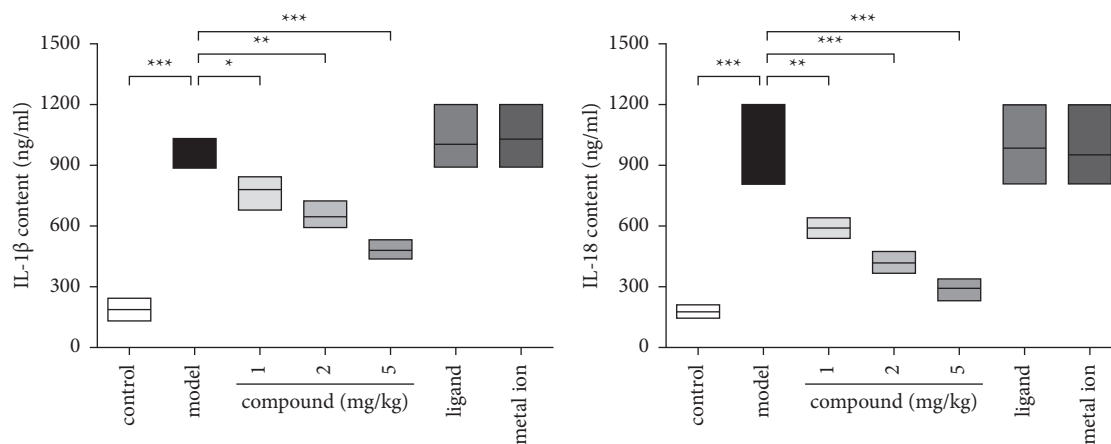 IL-1β content (ng/ml)
1500
1200
900
600
300
0
***
**
***
*
control
model
1
2
5
compound (mg/kg)
ligand
metal ion
IL-18 content (ng/ml)
1500
1200
900
600
300
0
***
***
***
**
control
model
1
2
5
compound (mg/kg)
ligand
metal ion